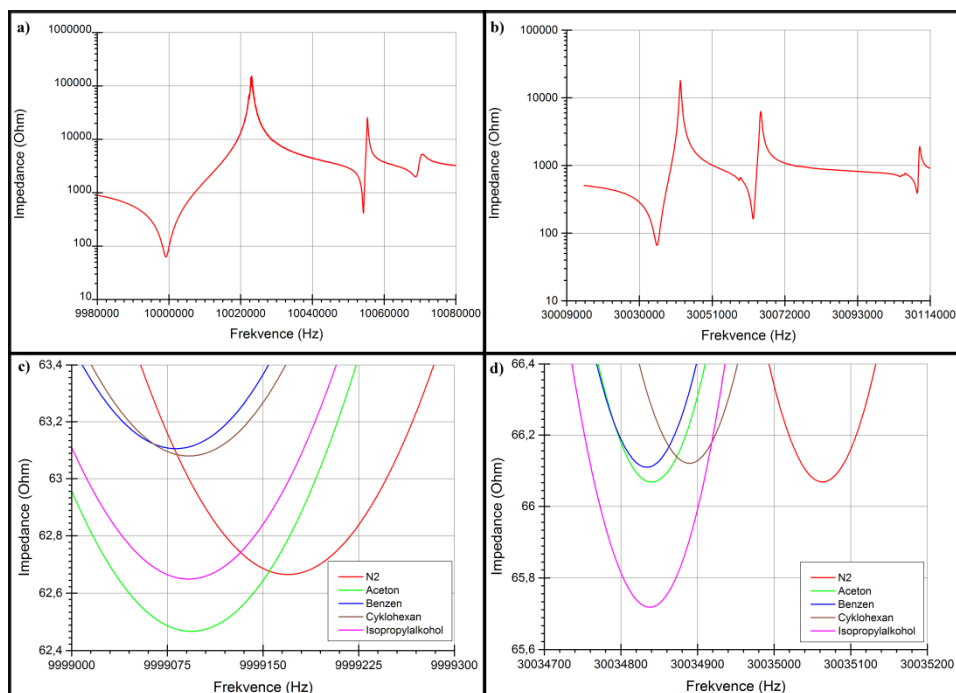 a)
Impedance (Ohm)
1000000
100000
10000
1000
100
10
9980000 10000000 10020000 10040000 10060000 10080000
Frekvence (Hz)
b)
Impedance (Ohm)
100000
10000
1000
100
10
30009000 30030000 30051000 30072000 30093000 30114000
Frekvence (Hz)
c)
Impedance (Ohm)
63,4
63,2
63
62,8
62,6
62,4
N2
Aceton
Benzen
Cyklohexan
Isopropylalkohol
9999000 9999075 9999150 9999225 9999300
Frekvence (Hz)
d)
Impedance (Ohm)
66,4
66,2
66
65,8
65,6
N2
Aceton
Benzen
Cyklohexan
Isopropylalkohol
30034700 30034800 30034900 30035000 30035100 30035200
Frekvence (Hz)